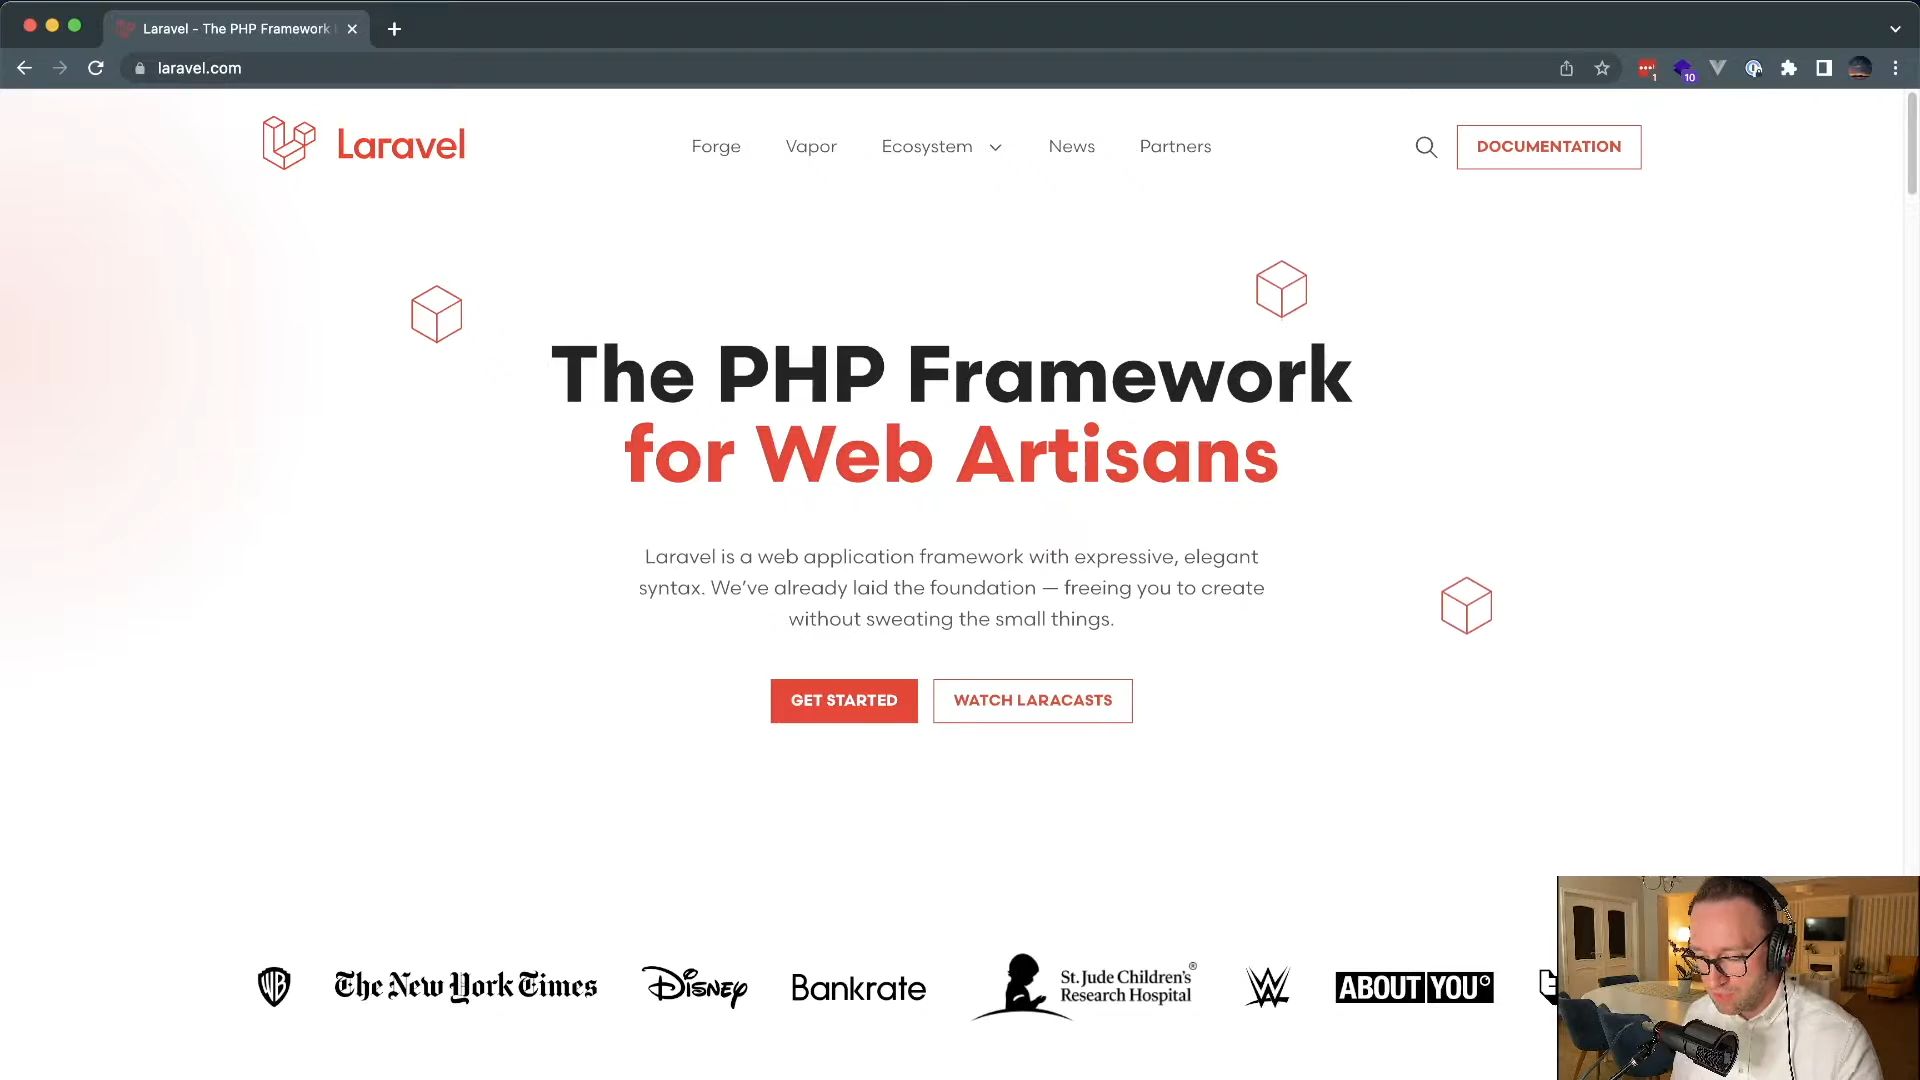 Laravel - The PHP Framework
laravel.com
1
10
Laravel
Forge
Vapor
Ecosystem
News
Partners
DOCUMENTATION
The PHP Framework
for Web Artisans
Laravel is a web application framework with expressive, elegant
syntax. We’ve already laid the foundation — freeing you to create
without sweating the small things.
GET STARTED
WATCH LARACASTS
WB
The New York Times
Disney
Bankrate
St. Jude Children's®
Research Hospital
W
ABOUT YOU